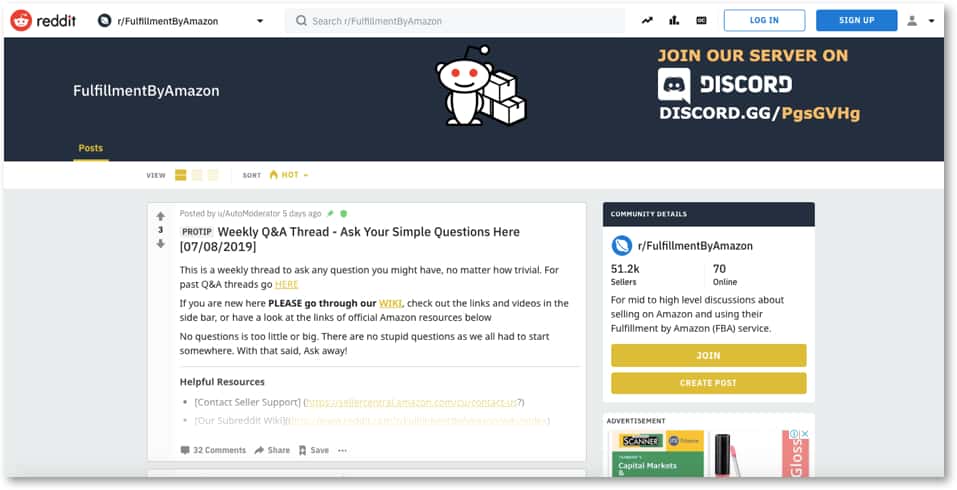 reddit
r/FulfillmentByAmazon
Search r/FulfillmentByAmazon
LOG IN
SIGN UP
FulfillmentByAmazon
JOIN OUR SERVER ON
DISCORD
DISCORD.GG/PgsGVHg
Posts
VIEW
SORT
HOT
Posted by u/AutoModerator 5 days ago
3
PROTIP Weekly Q&A Thread - Ask Your Simple Questions Here
[07/08/2019]
This is a weekly thread to ask any question you might have, no matter how trivial. For
past Q&A threads go HERE
If you are new here PLEASE go through our WIKI, check out the links and videos in the
side bar, or have a look at the links of official Amazon resources below
No questions is too little or big. There are no stupid questions as we all had to start
somewhere. With that said, Ask away!
Helpful Resources
• [Contact Seller Support] (https://sellercentral.amazon.com/cu/contact-us?)
• [Our Subreddit Wiki]
32 Comments
Share
Save
COMMUNITY DETAILS
r/FulfillmentByAmazon
51.2k
Sellers
70
Online
For mid to high level discussions about
selling on Amazon and using their
Fulfillment by Amazon (FBA) service.
JOIN
CREATE POST
ADVERTISEMENT
SCANNER
Capital Markets &
Gloss